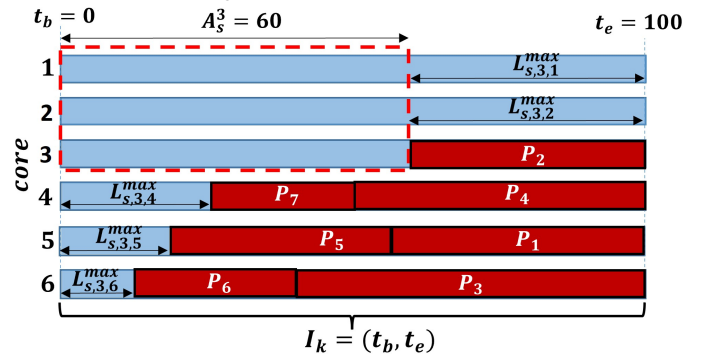 t_b = 0 A_s^3 = 60 t_e = 100
1 L_{s,3,1}^{max}
2 L_{s,3,2}^{max}
3 P_2
core
4 L_{s,3,4}^{max} P_7 P_4
5 L_{s,3,5}^{max} P_5 P_1
6 L_{s,3,6}^{max} P_6 P_3
I_k = (t_b, t_e)